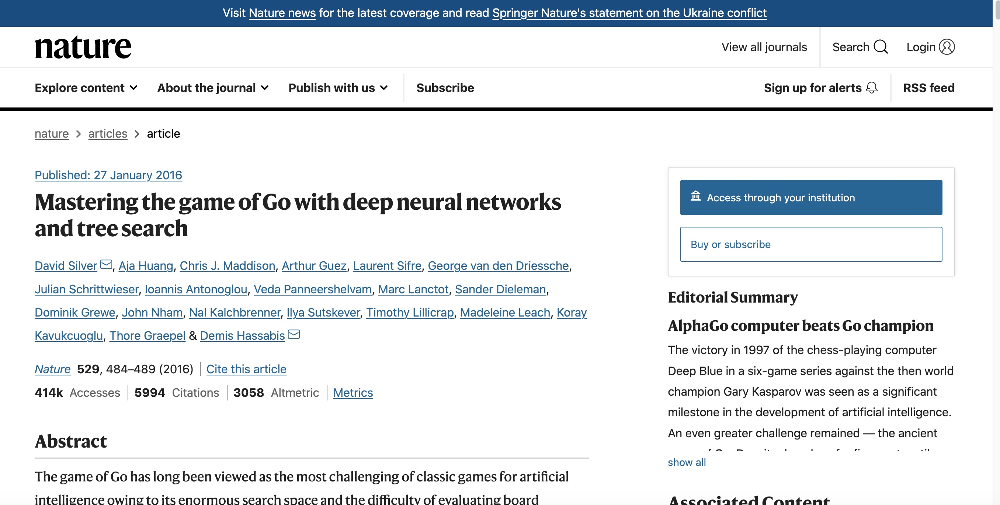 Visit Nature news for the latest coverage and read Springer Nature's statement on the Ukraine conflict
nature
View all journals
Search
Login
Explore content
About the journal
Publish with us
Subscribe
Sign up for alerts
RSS feed
nature > articles > article
Published: 27 January 2016
Mastering the game of Go with deep neural networks
and tree search
David Silver, Aja Huang, Chris J. Maddison, Arthur Guez, Laurent Sifre, George van den Driessche,
Julian Schrittwieser, Ioannis Antonoglou, Veda Panneershelvam, Marc Lanctot, Sander Dieleman,
Dominik Grewe, John Nham, Nal Kalchbrenner, Ilya Sutskever, Timothy Lillicrap, Madeleine Leach, Koray
Kavukcuoglu, Thore Graepel & Demis Hassabis
Nature 529, 484–489 (2016) | Cite this article
414k Accesses | 5994 Citations | 3058 Altmetric | Metrics
Abstract
The game of Go has long been viewed as the most challenging of classic games for artificial
intelligence owing to its enormous search space and the difficulty of evaluating board
Access through your institution
Buy or subscribe
Editorial Summary
AlphaGo computer beats Go champion
The victory in 1997 of the chess-playing computer
Deep Blue in a six-game series against the then world
champion Gary Kasparov was seen as a significant
milestone in the development of artificial intelligence.
An even greater challenge remained — the ancient
show all
Associated Content